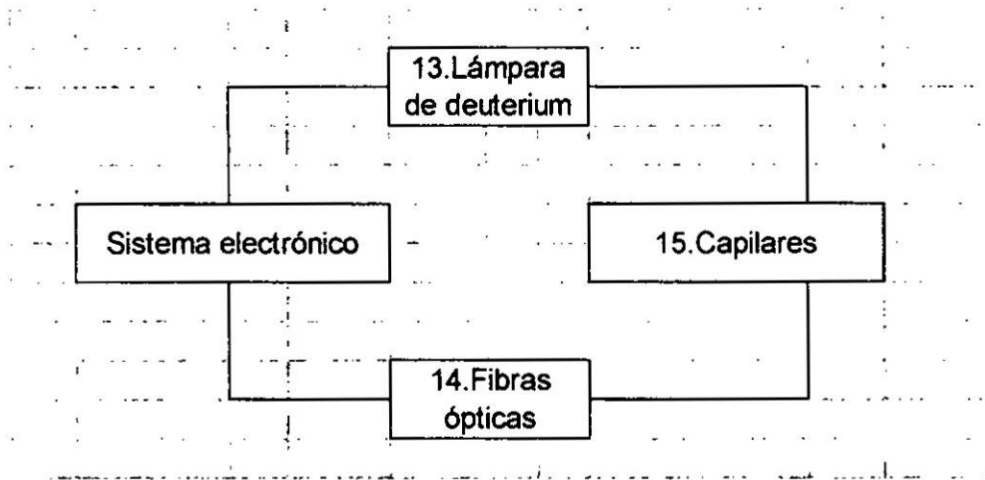 13.Lámpara
de deuterium
Sistema electrónico
15.Capilares
14.Fibras
ópticas